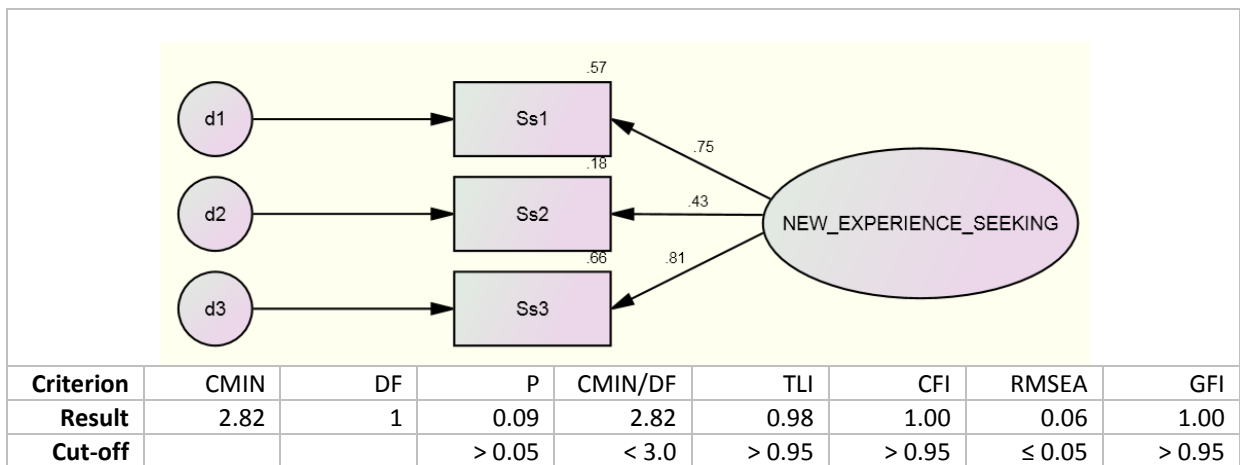 .57
d1
Ss1
.75
.18
d2
Ss2
.43
NEW_EXPERIENCE_SEEKING
.66
.81
d3
Ss3
Criterion CMIN DF P CMIN/DF TLI CFI RMSEA GFI
Result 2.82 1 0.09 2.82 0.98 1.00 0.06 1.00
Cut-off > 0.05 < 3.0 > 0.95 > 0.95 ≤ 0.05 > 0.95